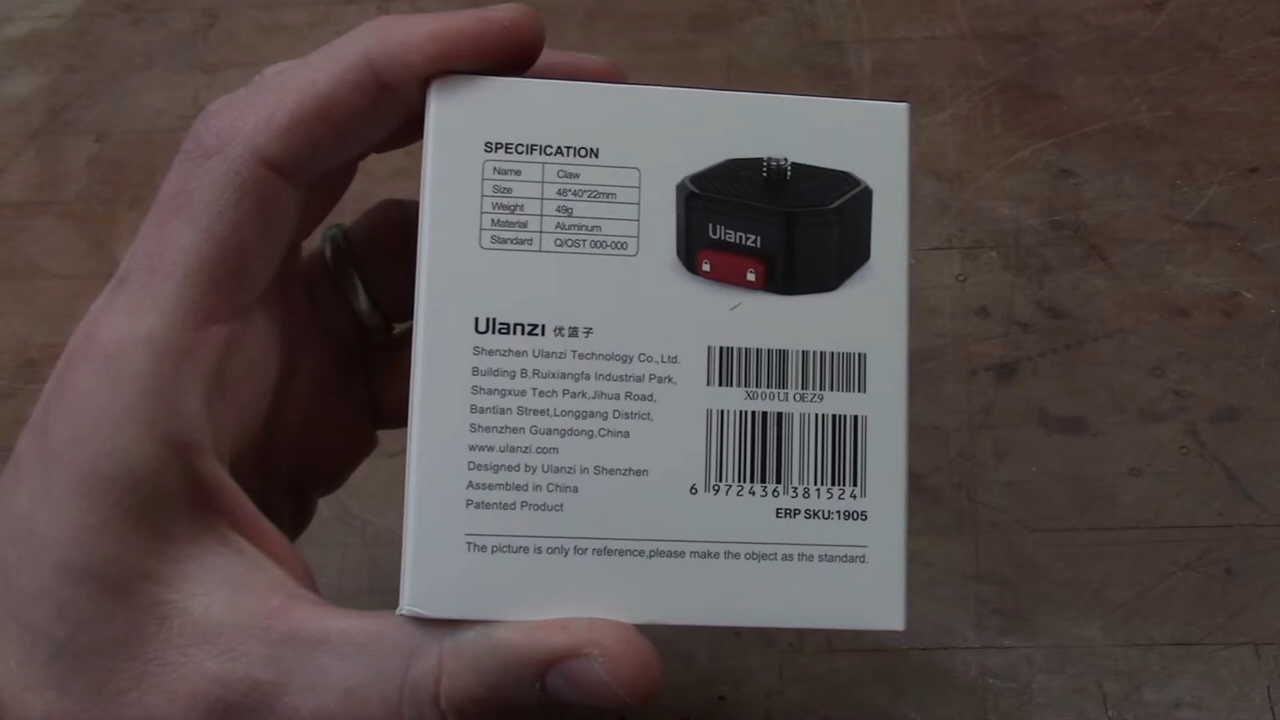 SPECIFICATION
Name Claw
Size 48*40*22mm
Weight 49g
Material Aluminum
Standard Q/OST 000-000
Ulanzi
Ulanzi 优篮子
Shenzhen Ulanzi Technology Co.,Ltd.
Building B,Ruixiangfa Industrial Park,
Shangxue Tech Park,Jihua Road,
Bantian Street,Longgang District,
Shenzhen Guangdong,China
www.ulanzi.com
Designed by Ulanzi in Shenzhen
Assembled in China
Patented Product
X000UI OEZ9
6 972436 381524
ERP SKU:1905
The picture is only for reference,please make the object as the standard.